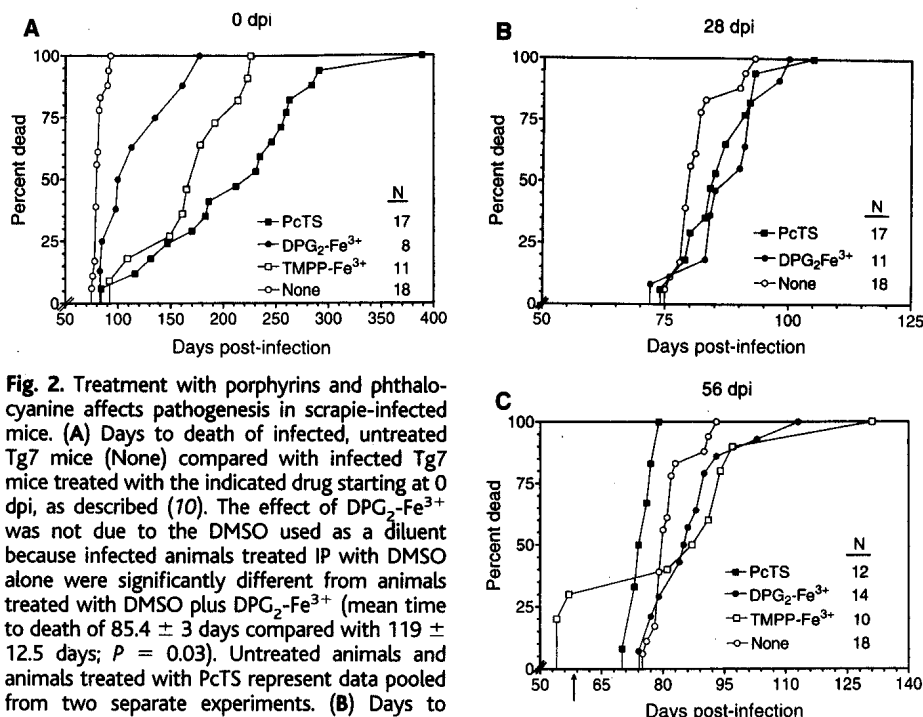 A
0 dpi
100
75
50
25
0
Percent dead
N
PcTS 17
DPG₂-Fe³⁺ 8
TMPP-Fe³⁺ 11
None 18
50 100 150 200 250 300 350 400
Days post-infection
B
28 dpi
100
75
50
25
0
Percent dead
N
PcTS 17
DPG₂Fe³⁺ 11
None 18
50 75 100 125
Days post-infection
Fig. 2. Treatment with porphyrins and phthalo-
cyanine affects pathogenesis in scrapie-infected
mice. (A) Days to death of infected, untreated
Tg7 mice (None) compared with infected Tg7
mice treated with the indicated drug starting at 0
dpi, as described (10). The effect of DPG₂-Fe³⁺
was not due to the DMSO used as a diluent
because infected animals treated IP with DMSO
alone were significantly different from animals
treated with DMSO plus DPG₂-Fe³⁺ (mean time
to death of 85.4 ± 3 days compared with 119 ±
12.5 days; P = 0.03). Untreated animals and
animals treated with PcTS represent data pooled
from two separate experiments. (B) Days to
C
56 dpi
100
75
50
25
0
Percent dead
N
PcTS 12
DPG₂-Fe³⁺ 14
TMPP-Fe³⁺ 10
None 18
50 65 80 95 110 125 140
Days post-infection